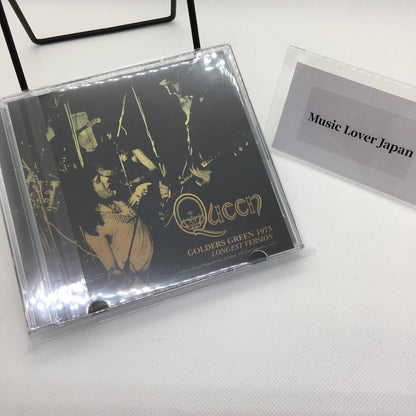 Queen
GOLDERS GREEN 1973
LONGEST VERSION
Music Lover Japan